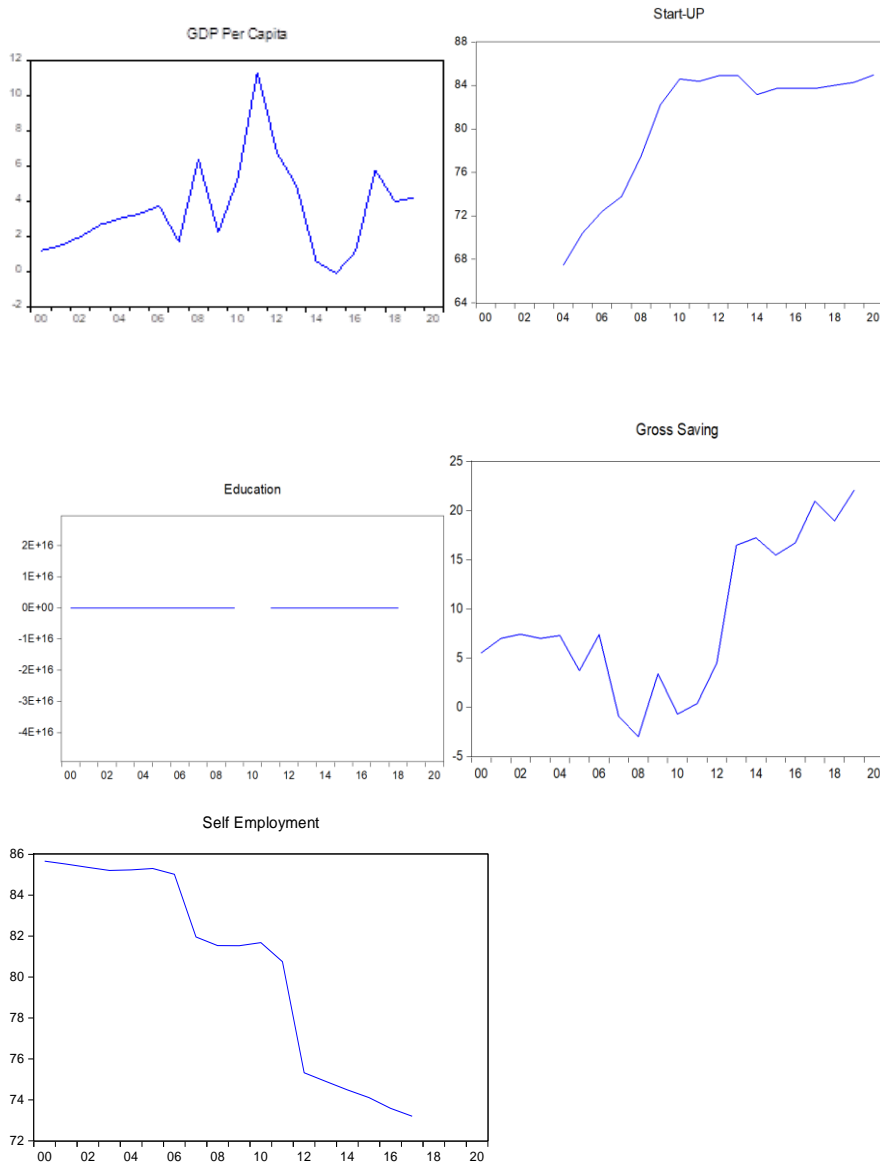 GDP Per Capita
12
10
8
6
4
2
0
-2
00 02 04 06 08 10 12 14 16 18 20
Start-UP
88
84
80
76
72
68
64
00 02 04 06 08 10 12 14 16 18 20
Education
2E+16
1E+16
0E+00
-1E+16
-2E+16
-3E+16
-4E+16
00 02 04 06 08 10 12 14 16 18 20
Gross Saving
25
20
15
10
5
0
-5
00 02 04 06 08 10 12 14 16 18 20
Self Employment
86
84
82
80
78
76
74
72
00 02 04 06 08 10 12 14 16 18 20